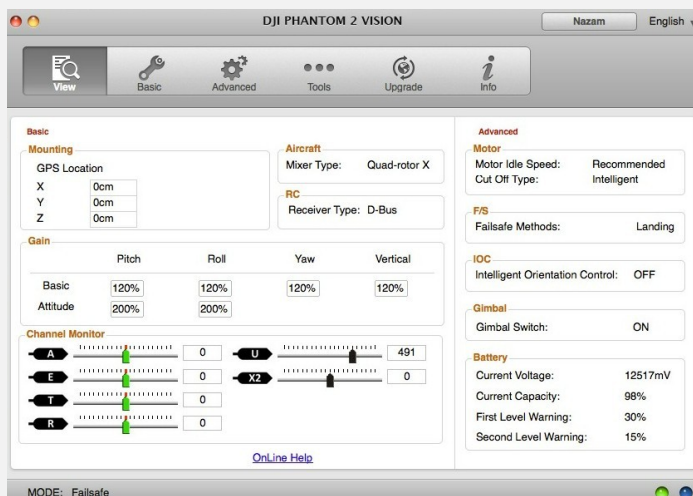 DJI PHANTOM 2 VISION
Nazam
English
View
Basic
Advanced
Tools
Upgrade
Info
Basic
Mounting
GPS Location
X 0cm
Y 0cm
Z 0cm
Aircraft
Mixer Type: Quad-rotor X
RC
Receiver Type: D-Bus
Gain
Pitch Roll Yaw Vertical
Basic 120% 120% 120% 120%
Attitude 200% 200%
Channel Monitor
A 0
E 0
T 0
R 0
U 491
X2 0
OnLine Help
Advanced
Motor
Motor Idle Speed: Recommended
Cut Off Type: Intelligent
F/S
Failsafe Methods: Landing
IOC
Intelligent Orientation Control: OFF
Gimbal
Gimbal Switch: ON
Battery
Current Voltage: 12517mV
Current Capacity: 98%
First Level Warning: 30%
Second Level Warning: 15%
MODE: Failsafe